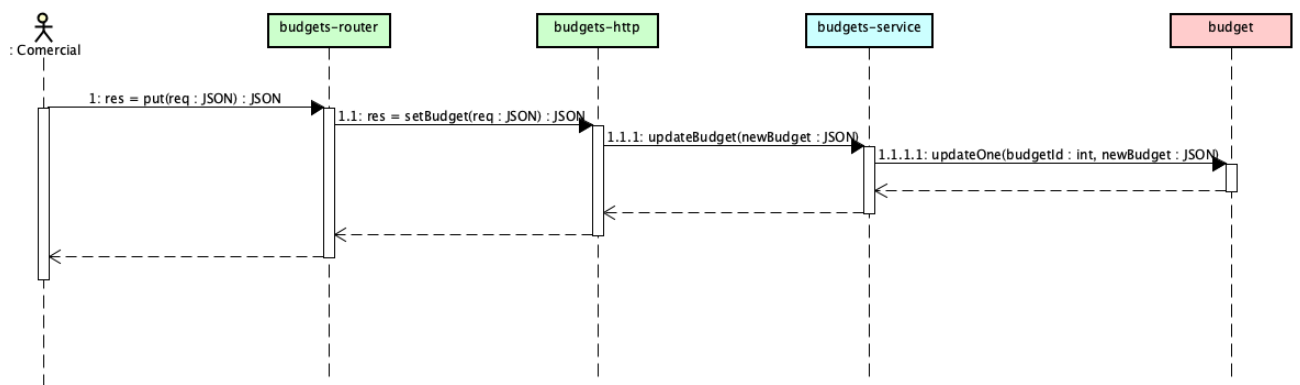 budgets-router
budgets-http
budgets-service
budget
: Comercial
1: res = put(req : JSON) : JSON
1.1: res = setBudget(req : JSON) : JSON
1.1.1: updateBudget(newBudget : JSON)
1.1.1.1: updateOne(budgetId : int, newBudget : JSON)